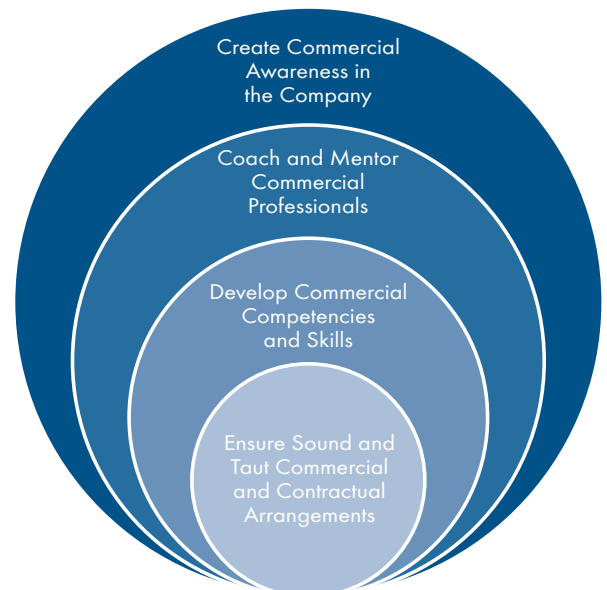 Create Commercial
Awareness in
the Company
Coach and Mentor
Commercial
Professionals
Develop Commercial
Competencies
and Skills
Ensure Sound and
Taut Commercial
and Contractual
Arrangements